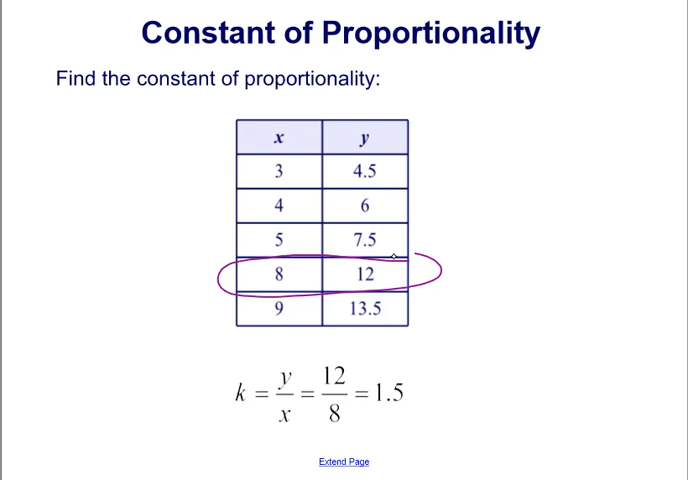 Constant of Proportionality
Find the constant of proportionality:
x y
3 4.5
4 6
5 7.5
8 12
9 13.5
k = y/x = 12/8 = 1.5
Extend Page